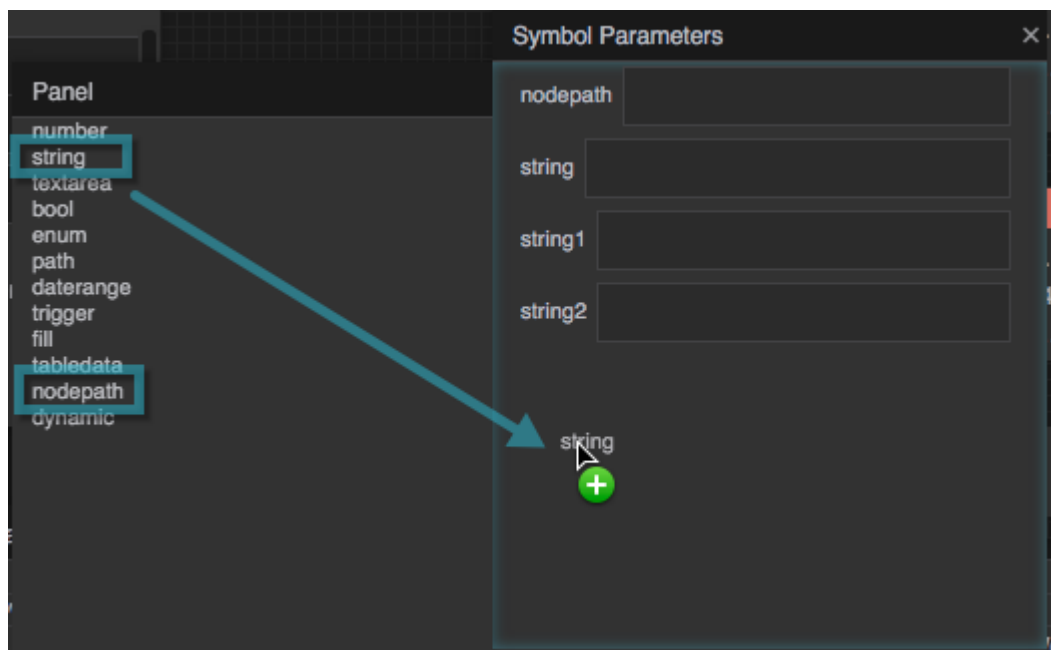 Symbol Parameters
Panel
number
string
textarea
bool
enum
path
daterange
trigger
fill
tabledata
nodepath
dynamic
nodepath
string
string1
string2
string